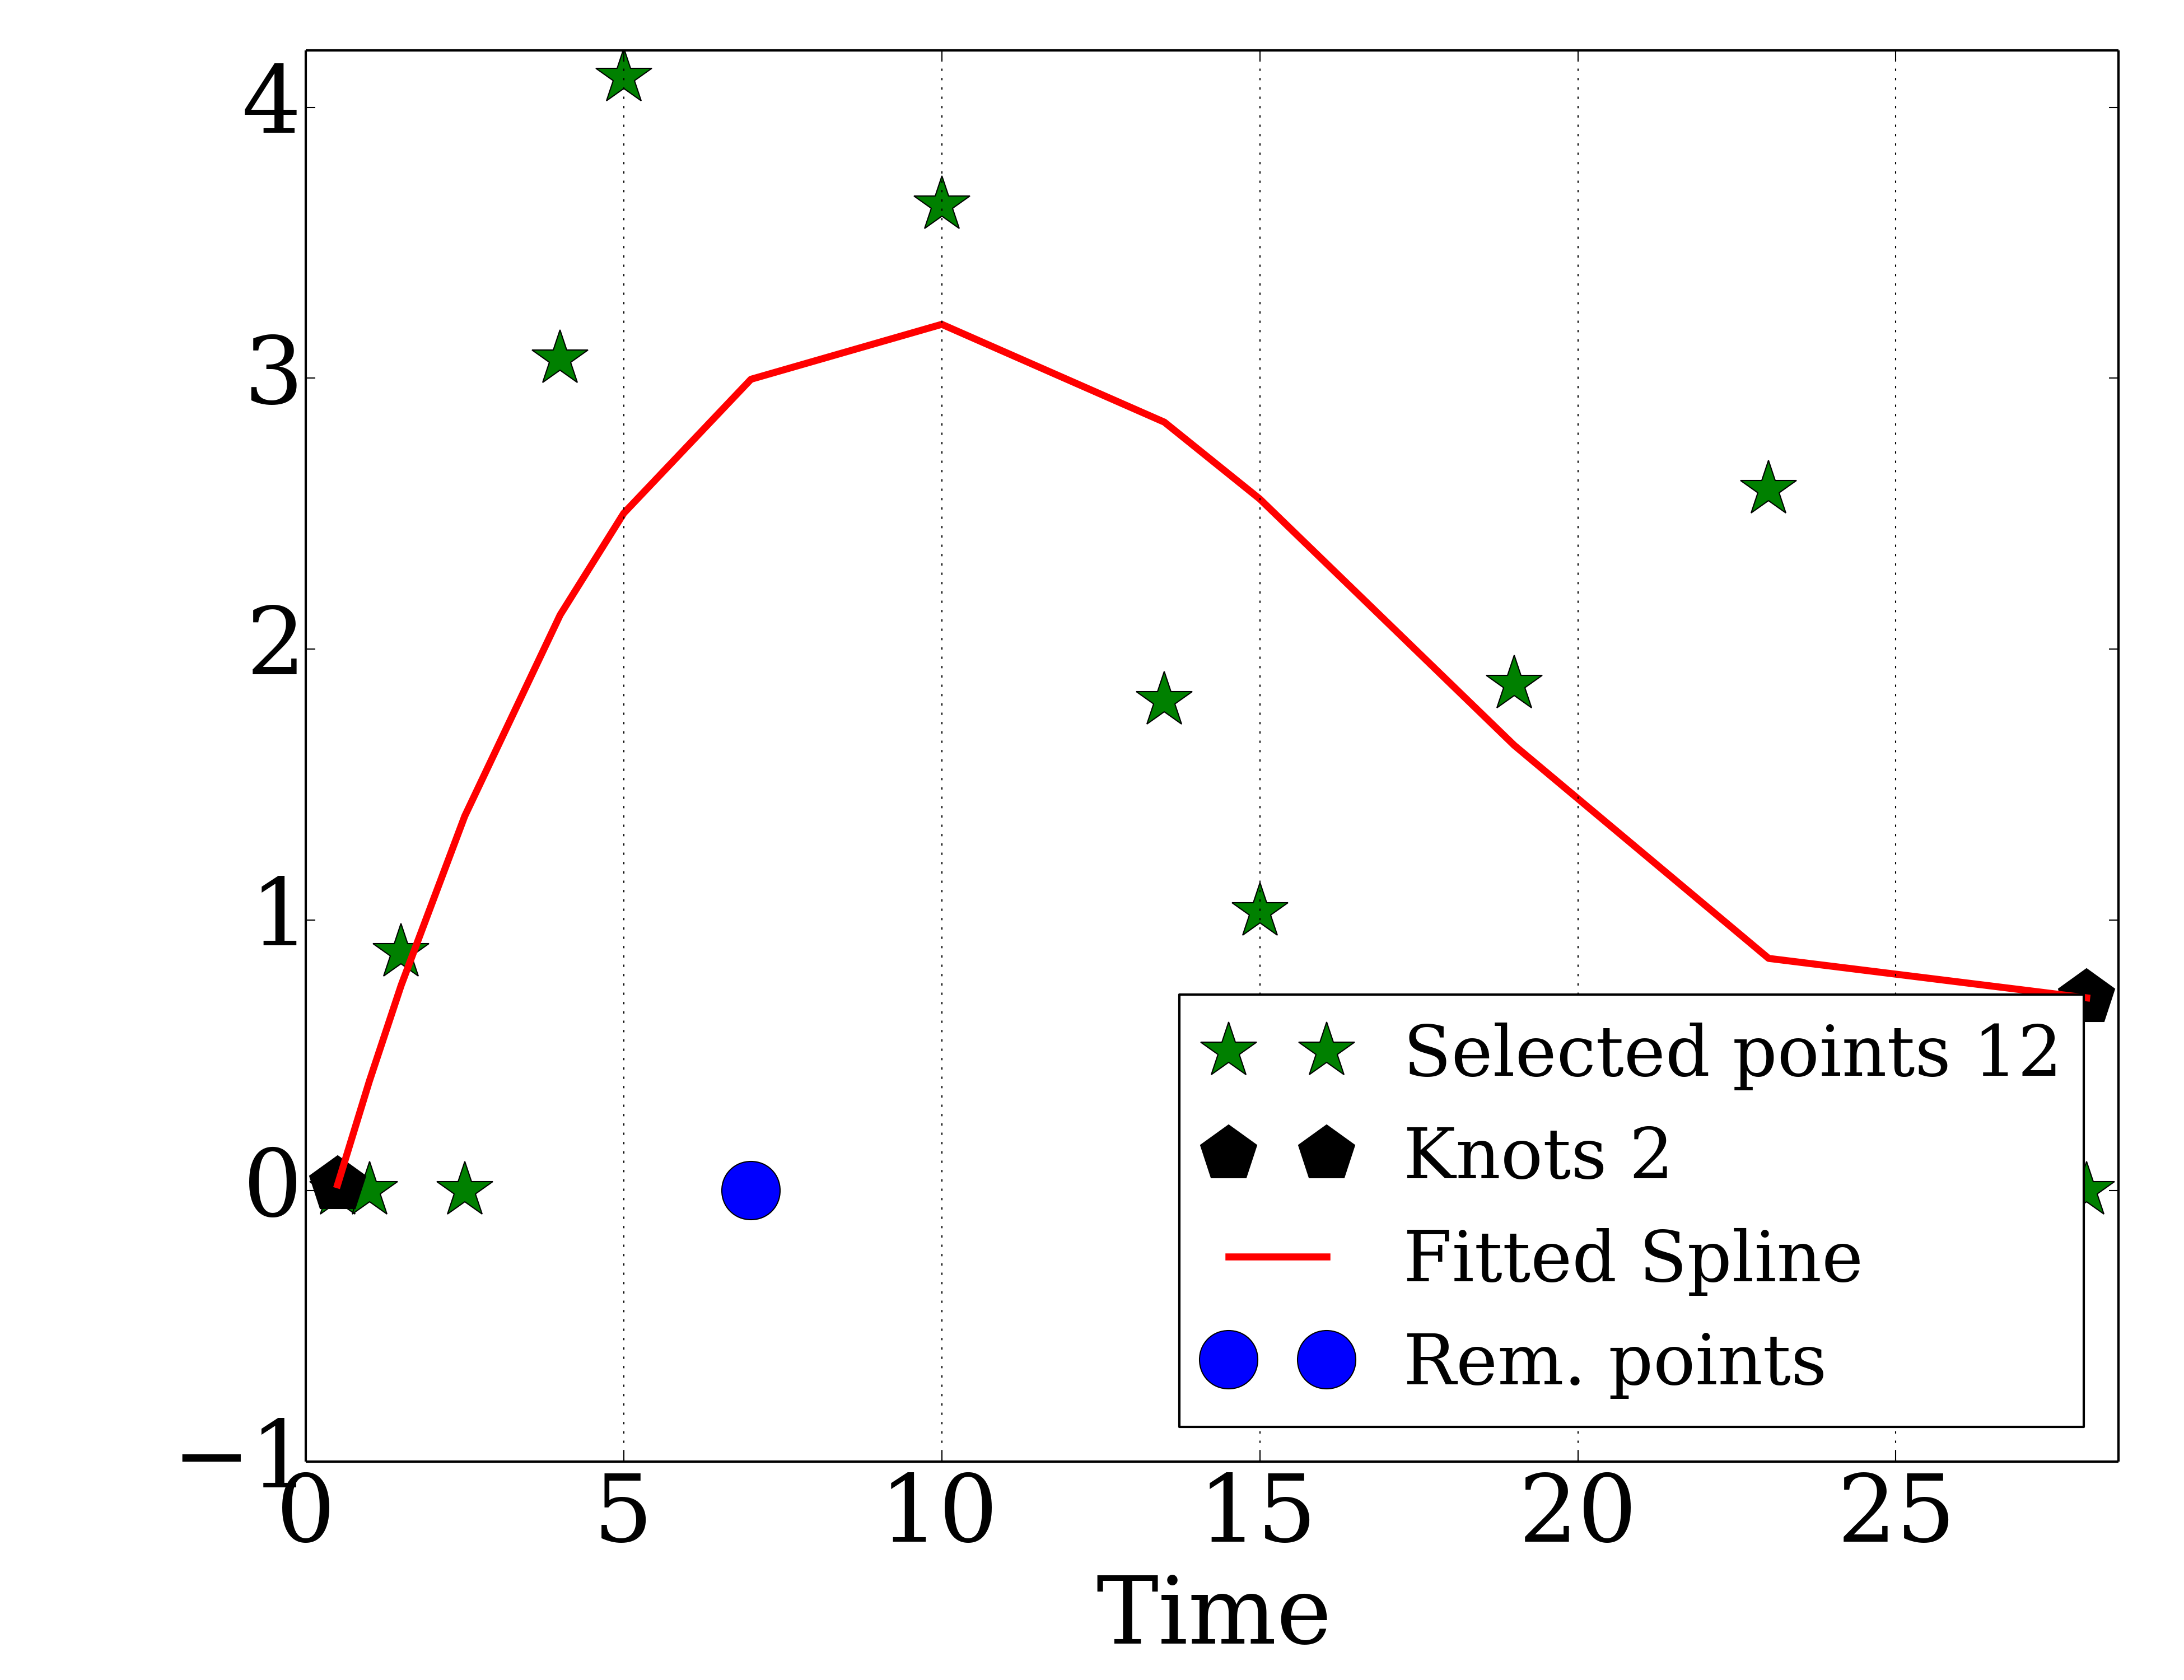 4
3
2
1
0
−1
0 5 10 15 20 25
Time
Selected points 12
Knots 2
Fitted Spline
Rem. points